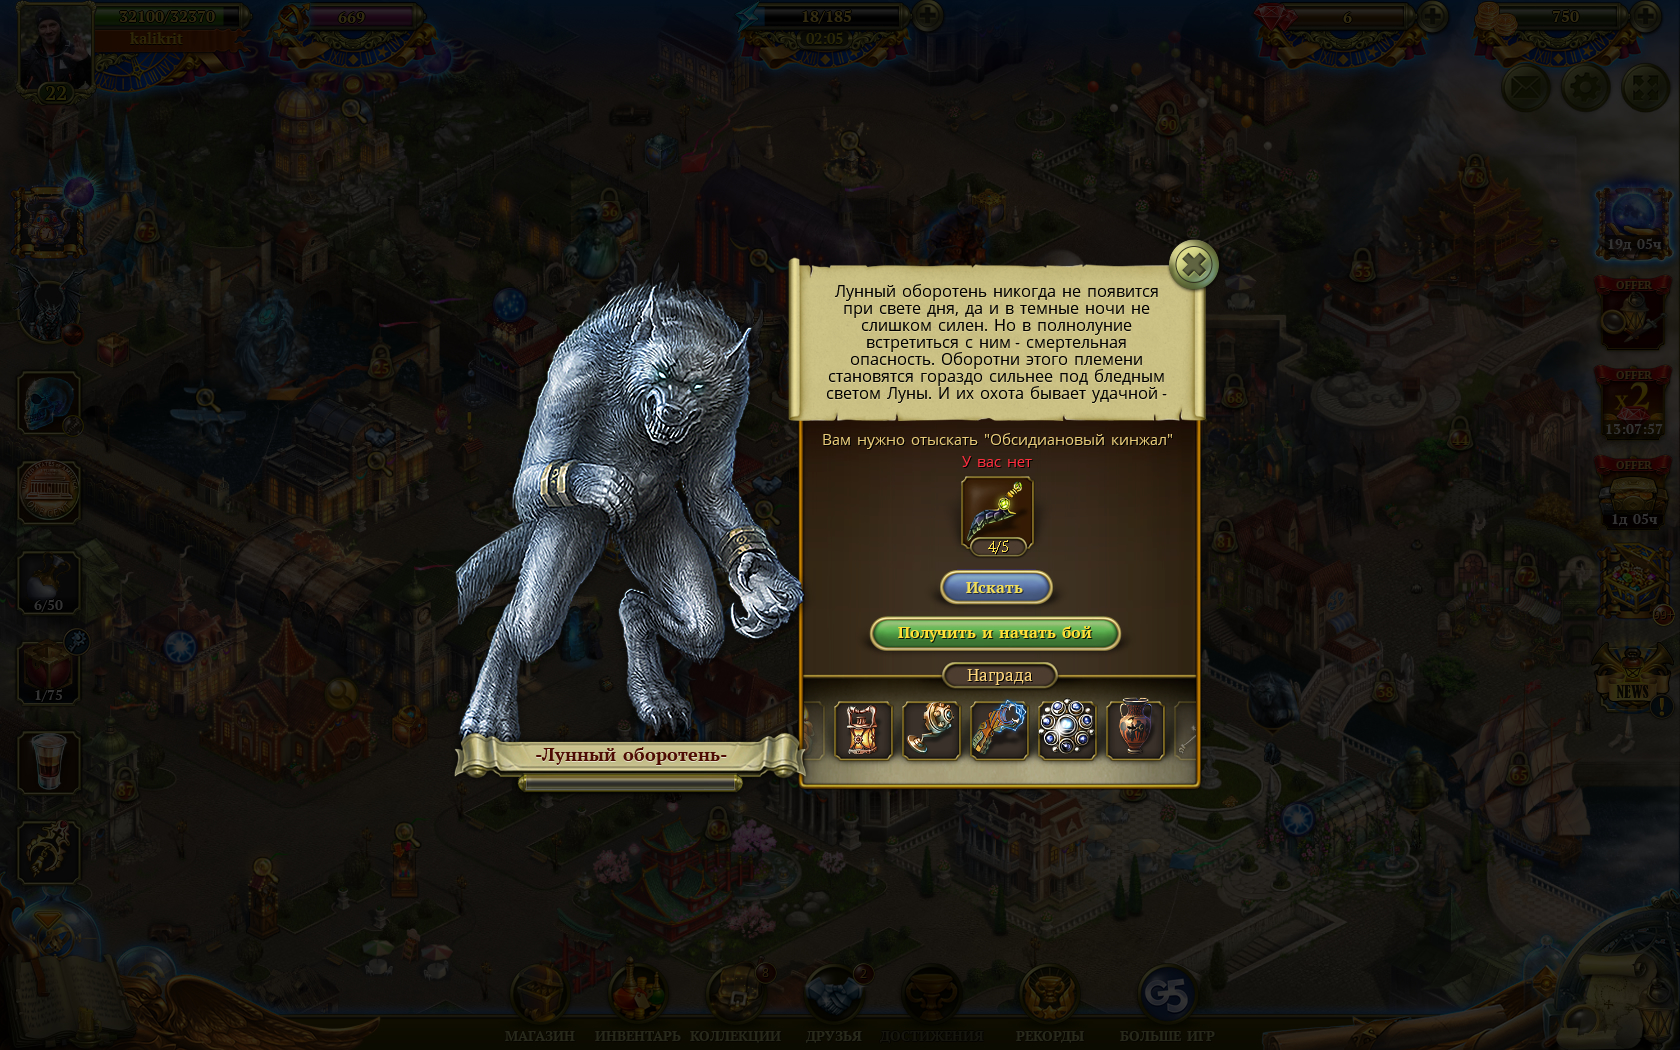 32100/32370
669
18/185
6
750
kalikrit
02:05
22
19д 05ч
OFFER
OFFER
x2
13:07:57
OFFER
1д 05ч
NEWS
6/50
1/75
Лунный оборотень никогда не появится
при свете дня, да и в темные ночи не
слишком силен. Но в полнолуние
встретиться с ним - смертельная
опасность. Оборотни этого племени
становятся гораздо сильнее под бледным
светом Луны. И их охота бывает удачной -
Вам нужно отыскать "Обсидиановый кинжал"
У вас нет
4/5
Искать
Получить и начать бой
Награда
-Лунный оборотень-
МАГАЗИН
ИНВЕНТАРЬ
КОЛЛЕКЦИИ
8
ДРУЗЬЯ
2
ДОСТИЖЕНИЯ
РЕКОРДЫ
G5
БОЛЬШЕ ИГР